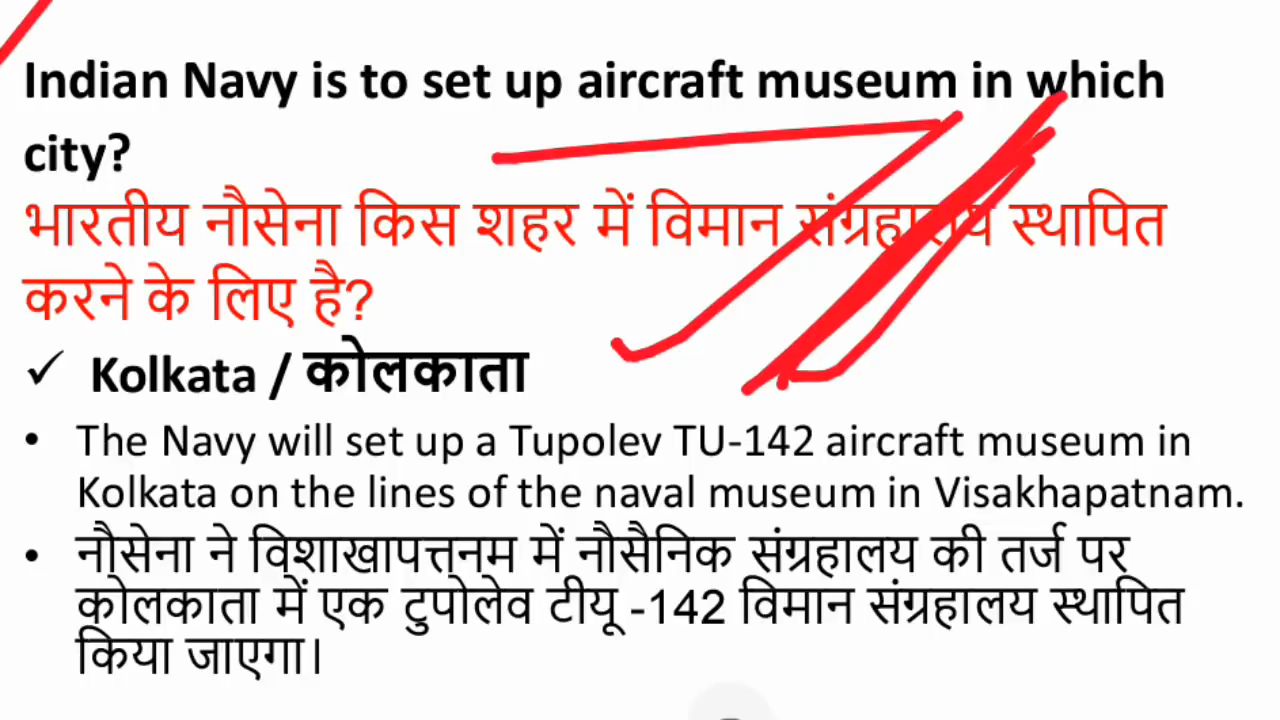 Indian Navy is to set up aircraft museum in which
city?
भारतीय नौसेना किस शहर में विमान संग्रहालय स्थापित
करने के लिए है?
✓ Kolkata / कोलकाता
• The Navy will set up a Tupolev TU-142 aircraft museum in
Kolkata on the lines of the naval museum in Visakhapatnam.
• नौसेना ने विशाखापत्तनम में नौसैनिक संग्रहालय की तर्ज पर
कोलकाता में एक टुपोलेव टीयू -142 विमान संग्रहालय स्थापित
किया जाएगा।